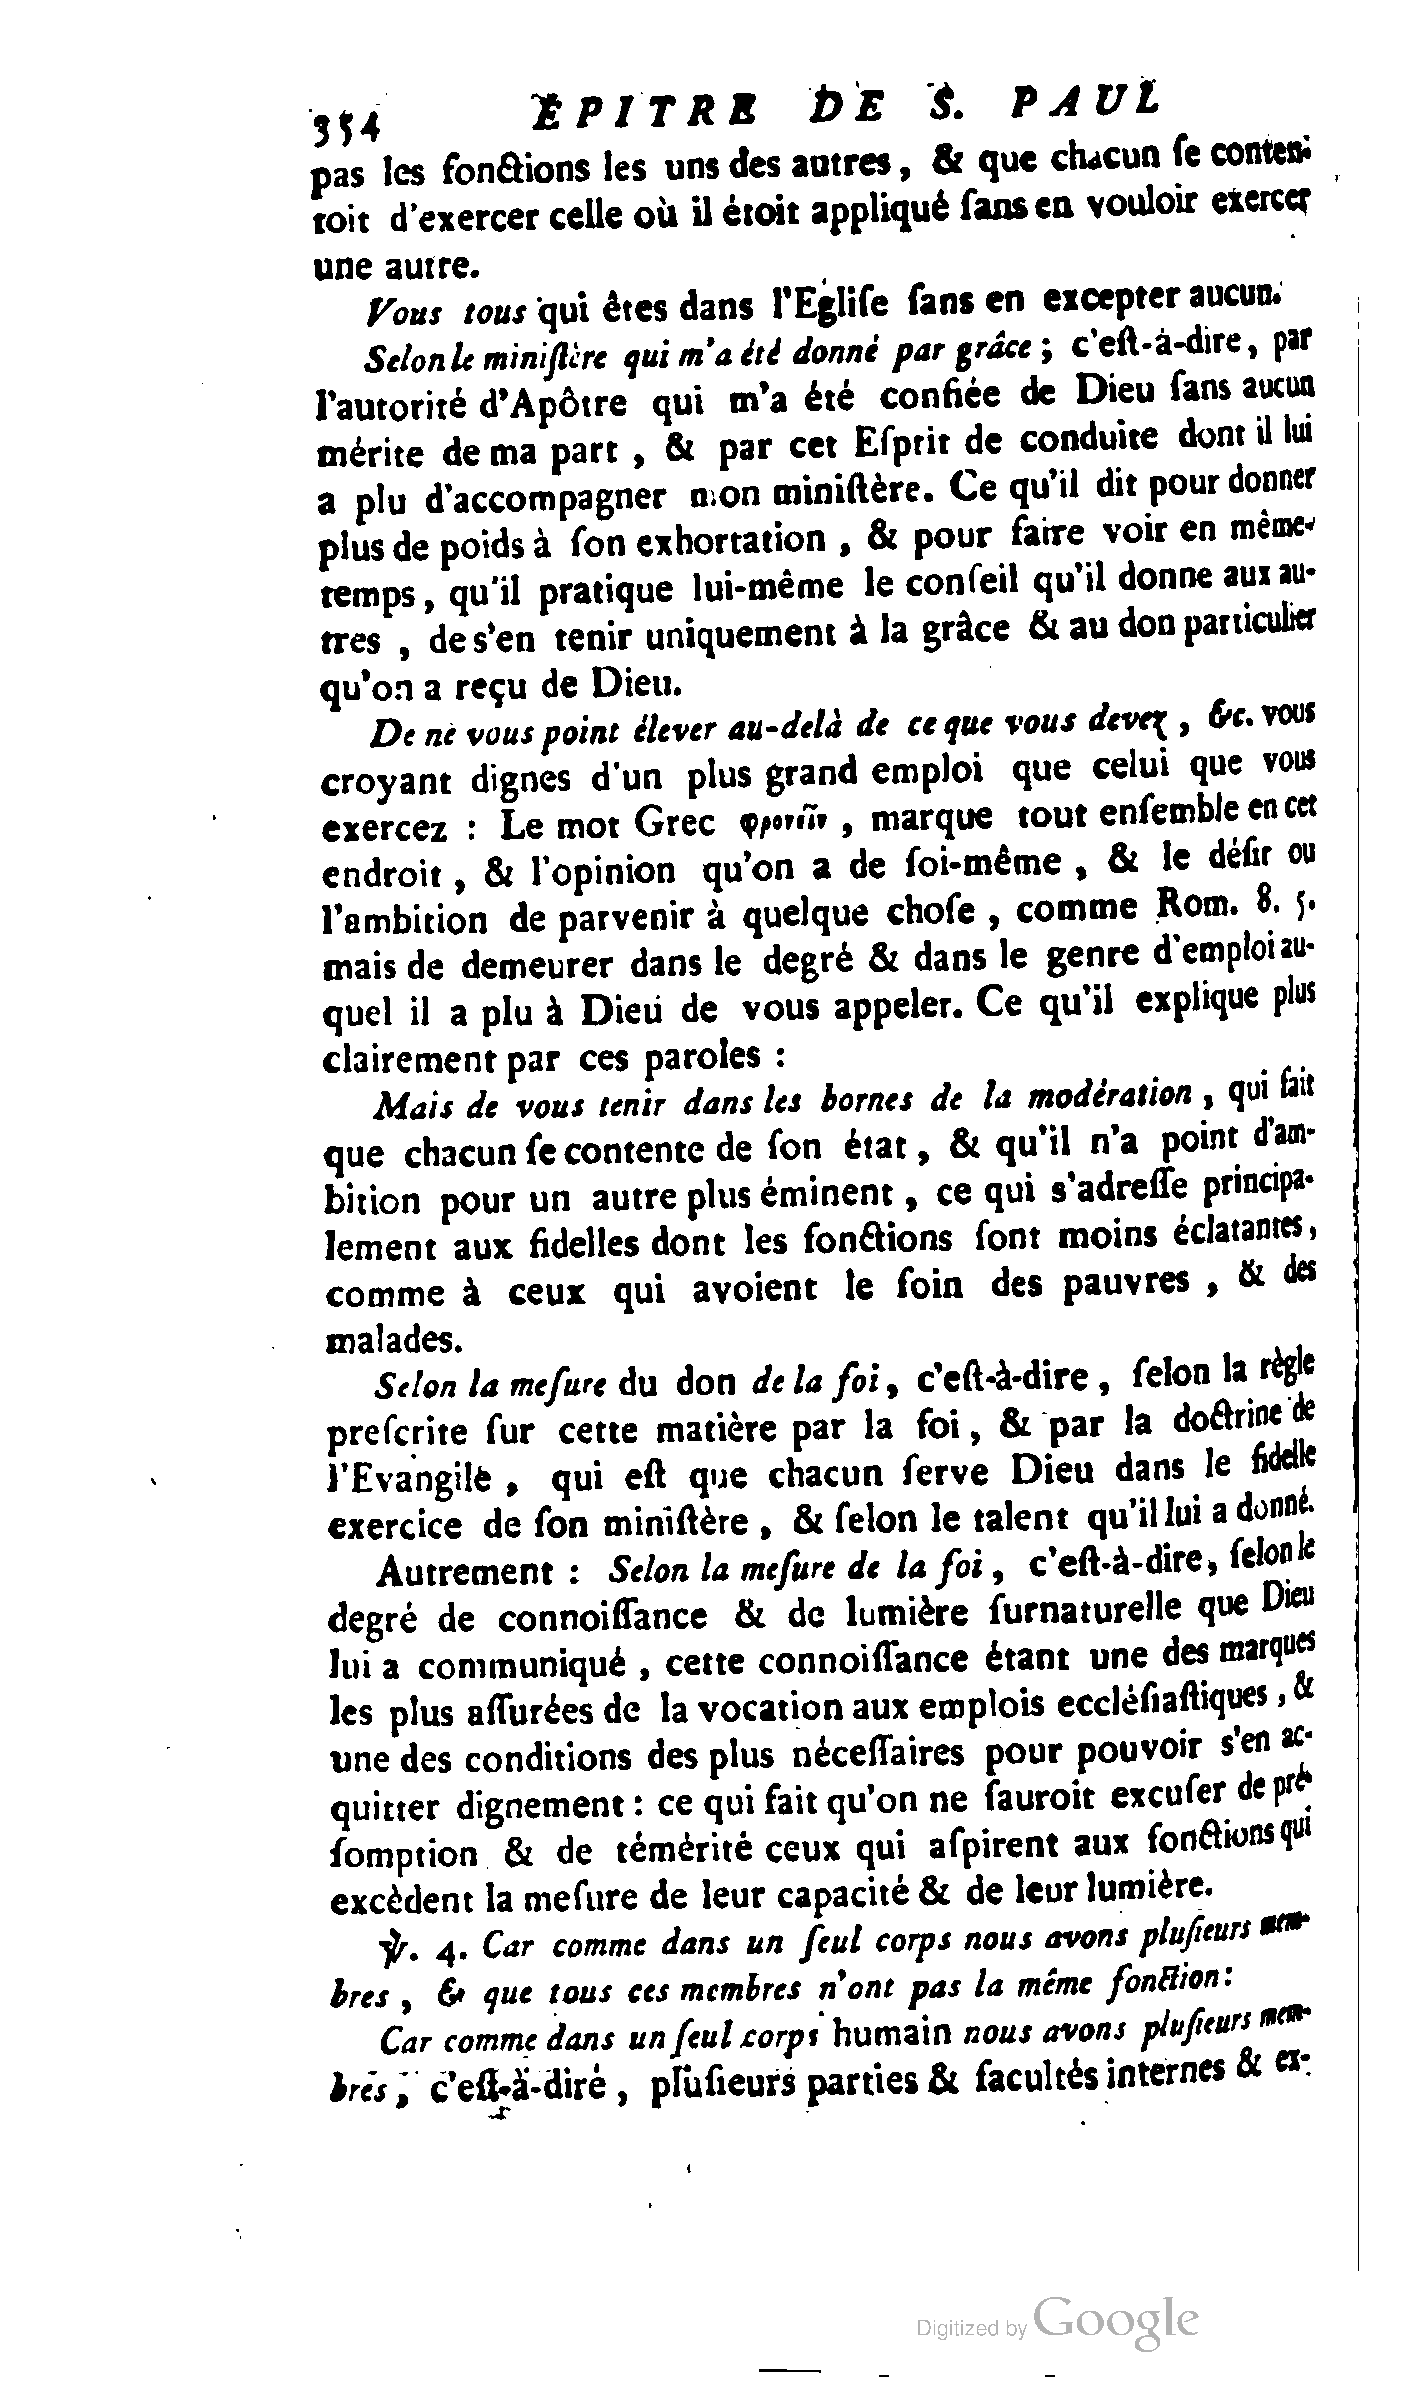 354 EPITRE DE S. PAUL
pas les fonctions les uns des autres, & que chacun ſe conten-
toit d'exercer celle où il étoit appliqué ſans en vouloir exercer
une autre.
Vous tous qui êtes dans l'Egliſe ſans en excepter aucun.
Selon le miniſtère qui m'a été donné par grâce ; c'eſt-à-dire, par
l'autorité d'Apôtre qui m'a été confiée de Dieu ſans aucun
mérite de ma part, & par cet Eſprit de conduite dont il lui
a plu d'accompagner mon miniſtère. Ce qu'il dit pour donner
plus de poids à ſon exhortation, & pour faire voir en même-
temps, qu'il pratique lui-même le conſeil qu'il donne aux au-
tres, de s'en tenir uniquement à la grâce & au don particulier
qu'on a reçu de Dieu.
De ne vous point élever au-delà de ce que vous devez, &c. vous
croyant dignes d'un plus grand emploi que celui que vous
exercez : Le mot Grec , marque tout enſemble en cet
endroit, & l'opinion qu'on a de ſoi-même, & le déſir ou
l'ambition de parvenir à quelque choſe, comme Rom. 8. 5.
mais de demeurer dans le degré & dans le genre d'emploi au-
quel il a plu à Dieu de vous appeler. Ce qu'il explique plus
clairement par ces paroles :
Mais de vous tenir dans les bornes de la modération, qui fait
que chacun ſe contente de ſon état, & qu'il n'a point d'am-
bition pour un autre plus éminent, ce qui s'adreſſe principa-
lement aux fidelles dont les fonctions ſont moins éclatantes,
comme à ceux qui avoient le ſoin des pauvres, & des
malades.
Selon la meſure du don de la foi, c'eſt-à-dire, ſelon la règle
preſcrite ſur cette matière par la foi, & par la doctrine de
l'Evangile, qui eſt que chacun ſerve Dieu dans le fidelle
exercice de ſon miniſtère, & ſelon le talent qu'il lui a donné.
Autrement : Selon la meſure de la foi, c'eſt-à-dire, ſelon le
degré de connoiſſance & de lumière ſurnaturelle que Dieu
lui a communiqué, cette connoiſſance étant une des marques
les plus aſſurées de la vocation aux emplois eccléſiaſtiques, &
une des conditions des plus néceſſaires pour pouvoir s'en ac-
quitter dignement : ce qui fait qu'on ne ſauroit excuſer de pré-
ſomption & de témérité ceux qui aſpirent aux fonctions qui
excèdent la meſure de leur capacité & de leur lumière.
℣. 4. Car comme dans un ſeul corps nous avons pluſieurs mem-
bres, & que tous ces membres n'ont pas la même fonction :
Car comme dans un ſeul corps humain nous avons pluſieurs mem-
bres, c'eſt-à-dire, pluſieurs parties & facultés internes & ex-
Digitized by Google